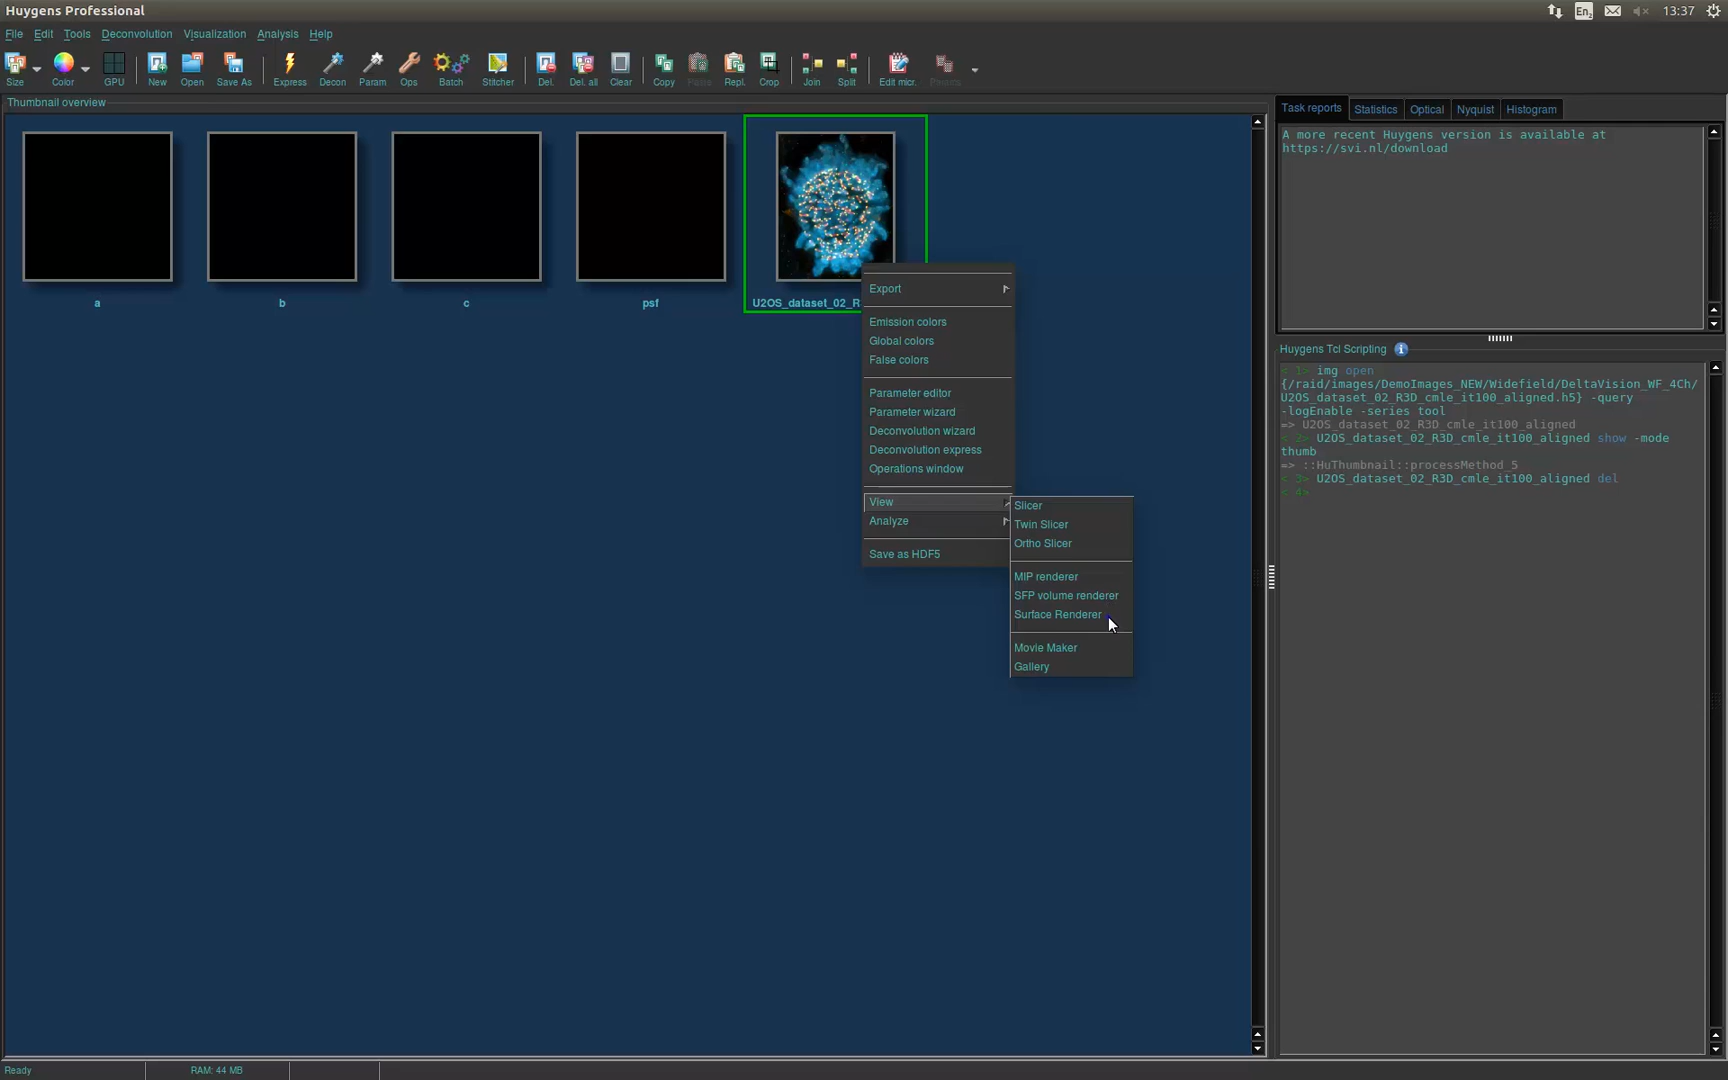 Huygens Professional
En2
13:37
File Edit Tools Deconvolution Visualization Analysis Help
Size Color GPU New Open Save As Express Decon Param Ops Batch Stitcher Del. Del. all Clear Copy Paste Repl. Crop Join Split Edit micr.
Thumbnail overview
a
b
c
psf
U2OS_dataset_02_R
Export
Emission colors
Global colors
False colors
Parameter editor
Parameter wizard
Deconvolution wizard
Deconvolution express
Operations window
View
Analyze
Save as HDF5
Slicer
Twin Slicer
Ortho Slicer
MIP renderer
SFP volume renderer
Surface Renderer
Movie Maker
Gallery
Task reports Statistics Optical Nyquist Histogram
A more recent Huygens version is available at
https://svi.nl/download
Huygens Tcl Scripting
< 1> img open
{/raid/images/DemoImages_NEW/Widefield/DeltaVision_WF_4Ch/
U2OS_dataset_02_R3D_cmle_it100_aligned.h5} -query
-logEnable -series tool
=> U2OS_dataset_02_R3D_cmle_it100_aligned
< 2> U2OS_dataset_02_R3D_cmle_it100_aligned show -mode
thumb
=> ::HuThumbnail::processMethod_5
< 3> U2OS_dataset_02_R3D_cmle_it100_aligned del
< 4>
Ready
RAM: 44 MB